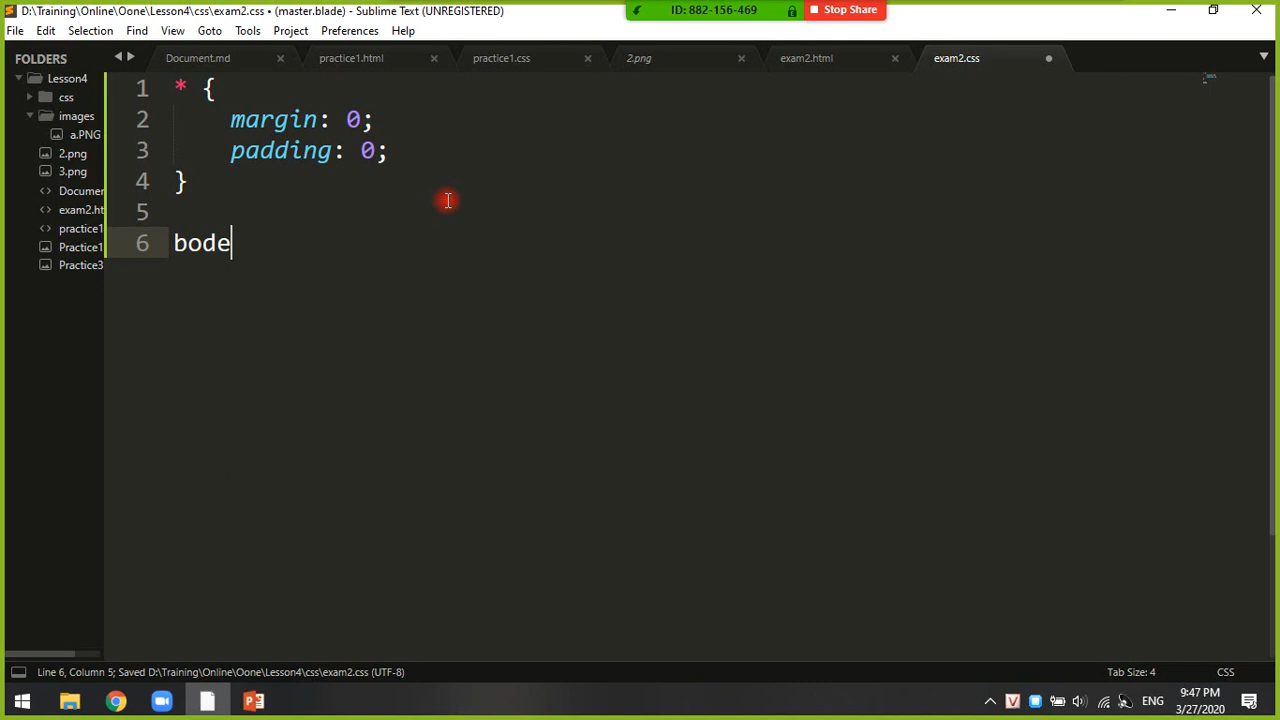 D:\Training\Online\Oone\Lesson4\css\exam2.css • (master.blade) - Sublime Text (UNREGISTERED)
ID: 882-156-469
Stop Share
File Edit Selection Find View Goto Tools Project Preferences Help
FOLDERS
Document.md practice1.html practice1.css 2.png exam2.html exam2.css
Lesson4
css
images
a.PNG
2.png
3.png
Documen
exam2.ht
practice1
Practice1
Practice3
1 * {
2 margin: 0;
3 padding: 0;
4 }
5
6 bode
Line 6, Column 5; Saved D:\Training\Online\Oone\Lesson4\css\exam2.css (UTF-8)
Tab Size: 4 CSS
ENG
9:47 PM
3/27/2020